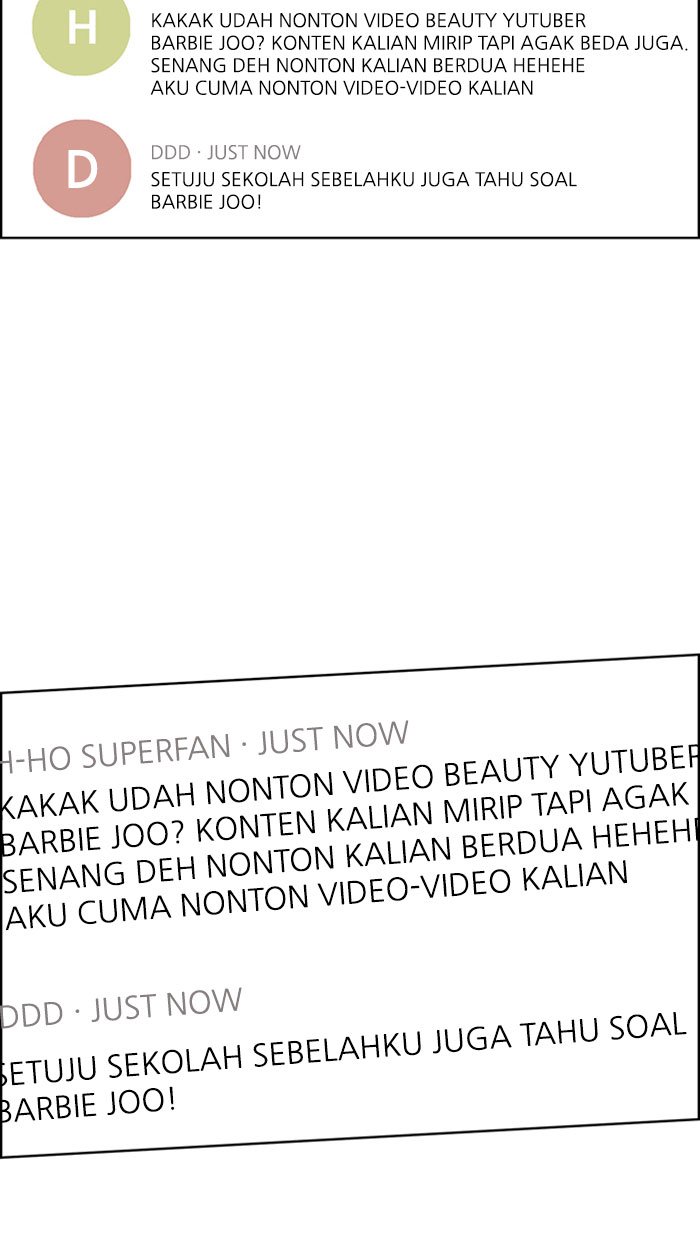 H
KAKAK UDAH NONTON VIDEO BEAUTY YUTUBER
BARBIE JOO? KONTEN KALIAN MIRIP TAPI AGAK BEDA JUGA.
SENANG DEH NONTON KALIAN BERDUA HEHEHE
AKU CUMA NONTON VIDEO-VIDEO KALIAN
D
DDD · JUST NOW
SETUJU SEKOLAH SEBELAHKU JUGA TAHU SOAL
BARBIE JOO!
H-HO SUPERFAN · JUST NOW
KAKAK UDAH NONTON VIDEO BEAUTY YUTUBER
BARBIE JOO? KONTEN KALIAN MIRIP TAPI AGAK
SENANG DEH NONTON KALIAN BERDUA HEHEHE
AKU CUMA NONTON VIDEO-VIDEO KALIAN
DDD · JUST NOW
SETUJU SEKOLAH SEBELAHKU JUGA TAHU SOAL
BARBIE JOO!